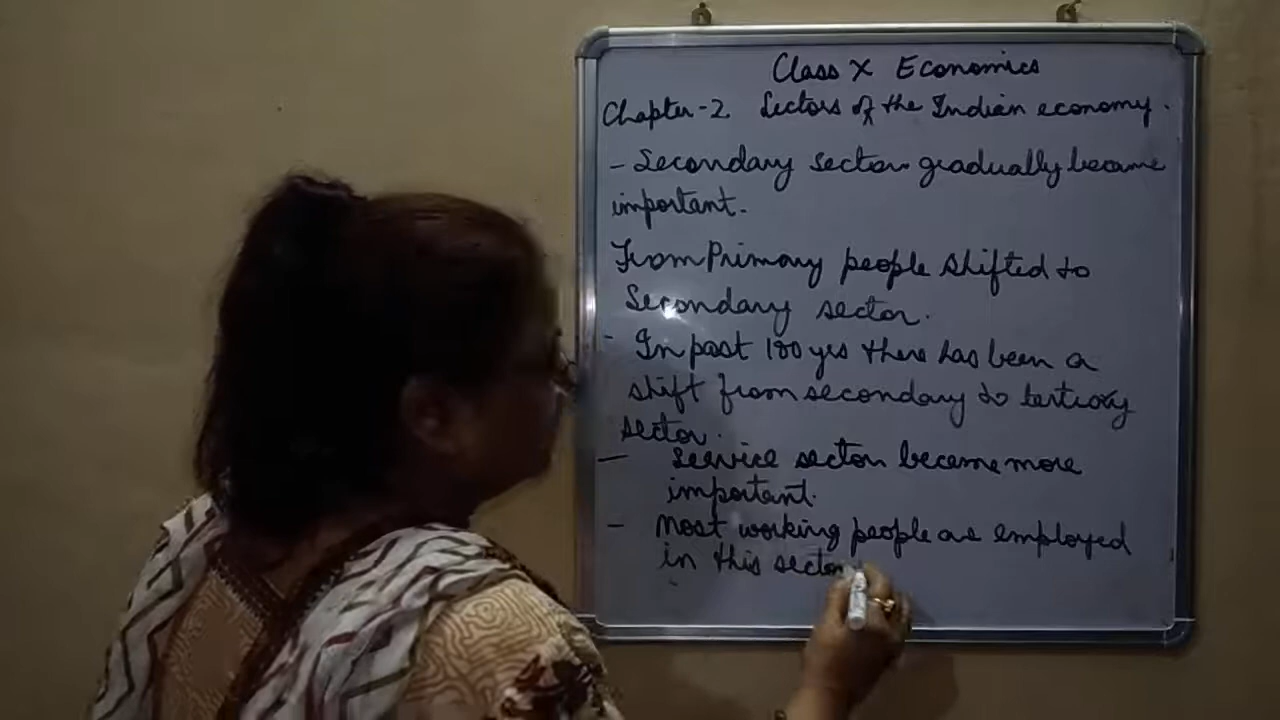 Class X Economics
Chapter-2 Sectors of the Indian economy.
- Secondary sector gradually became
important.
From Primary people shifted to
Secondary sector.
- In past 100 yrs there has been a
shift from secondary to tertiary
sector.
- Service sector became more
important.
- Most working people are employed
in this sector